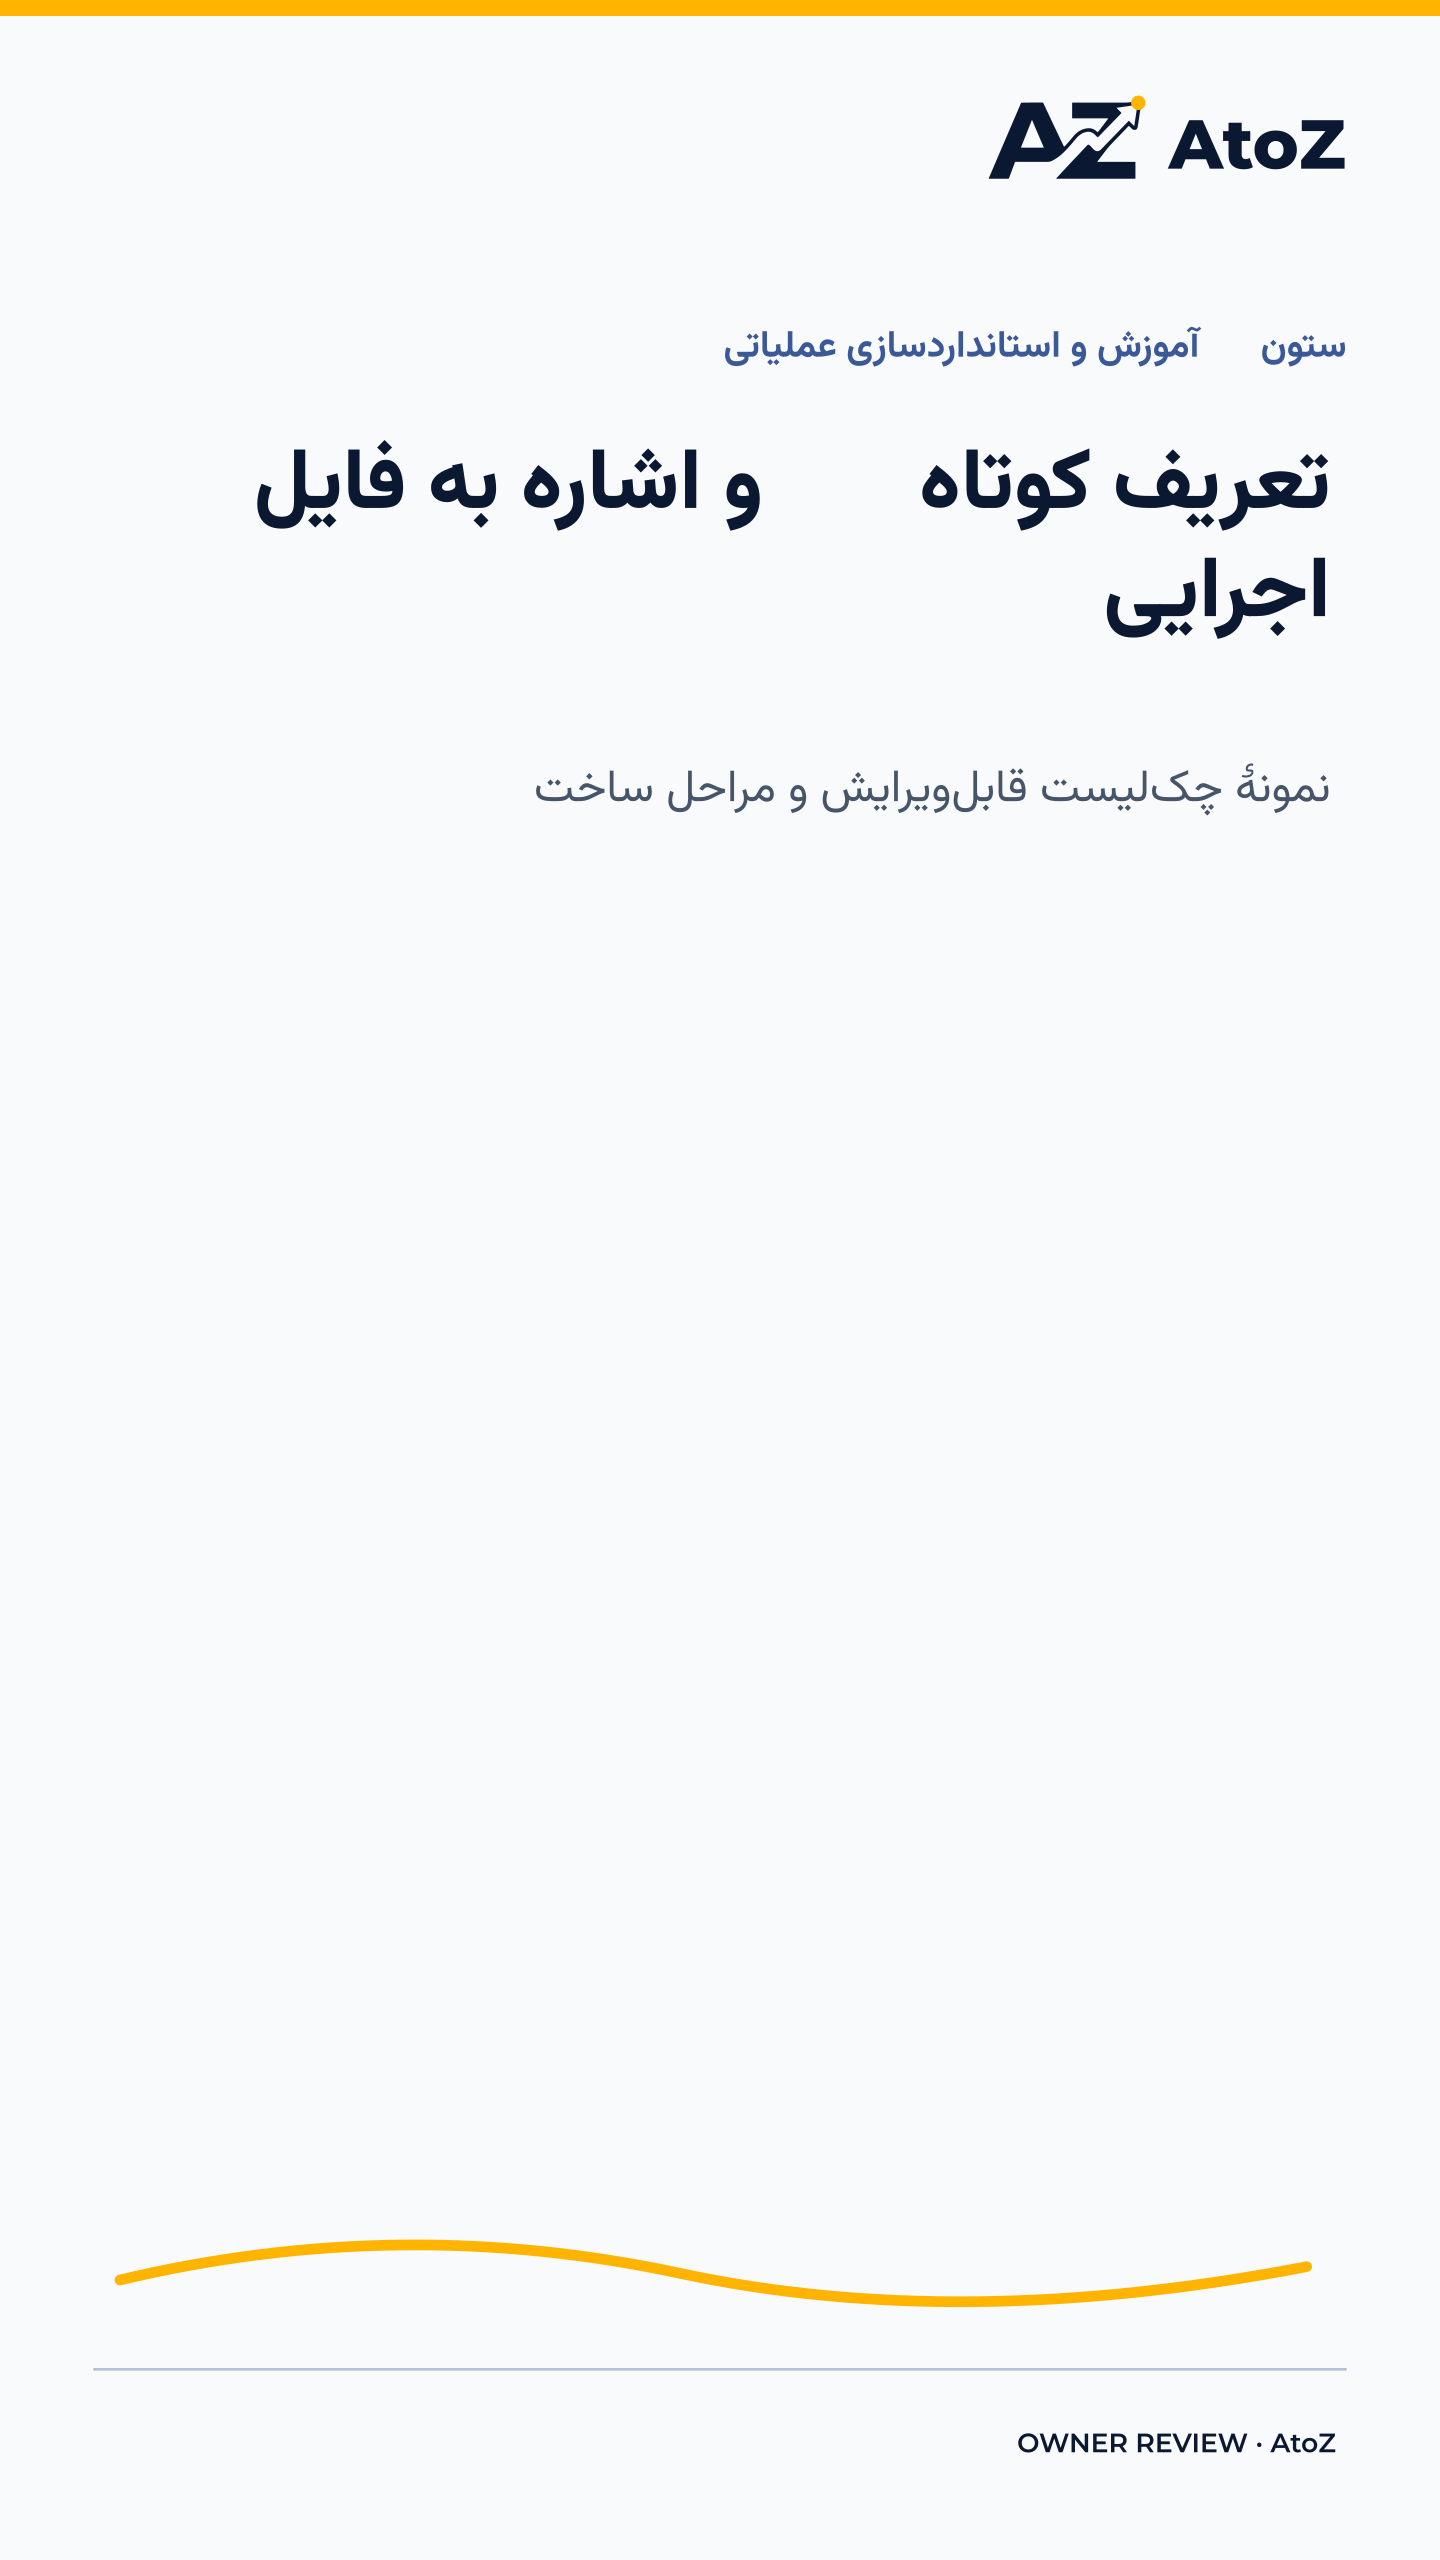 AZ AtoZ
ستون آموزش و استانداردسازی عملیاتی
تعریف کوتاه و اشاره به فایل
اجرایی
نمونهٔ چک‌لیست قابل‌ویرایش و مراحل ساخت
OWNER REVIEW · AtoZ